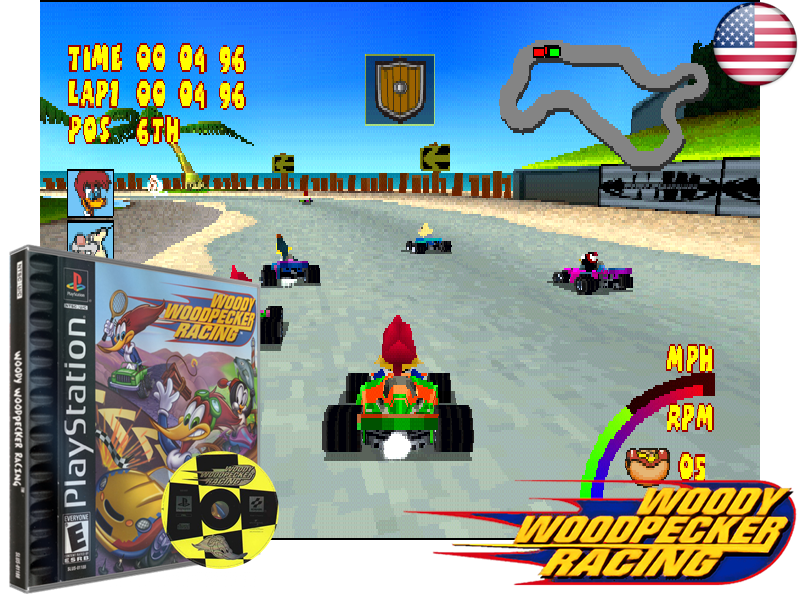 TIME 00 04 96
LAP1 00 04 96
POS 6TH
MPH
RPM
05
PlayStation
WOODY
WOODPECKER
RACING
PlayStation
WOODY WOODPECKER RACING
EVERYONE
E
ESRB
WOODY
WOODPECKER
RACING
WOODY
WOODPECKER
RACING